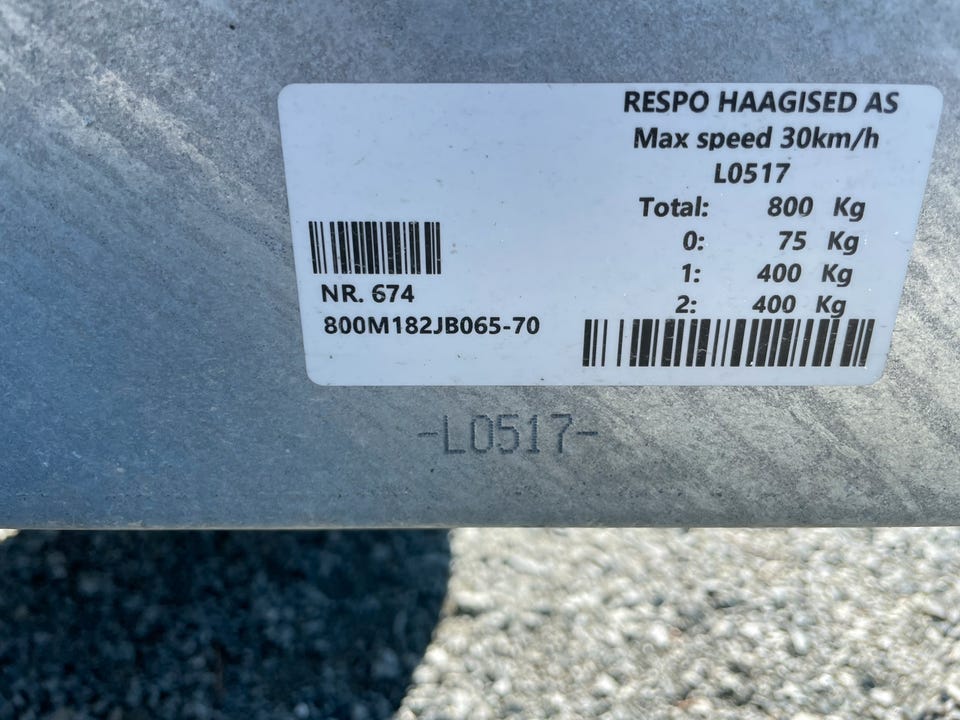 RESPO HAAGISED AS
Max speed 30km/h
L0517
Total: 800 Kg
0: 75 Kg
1: 400 Kg
2: 400 Kg
NR. 674
800M182JB065-70
-L0517-